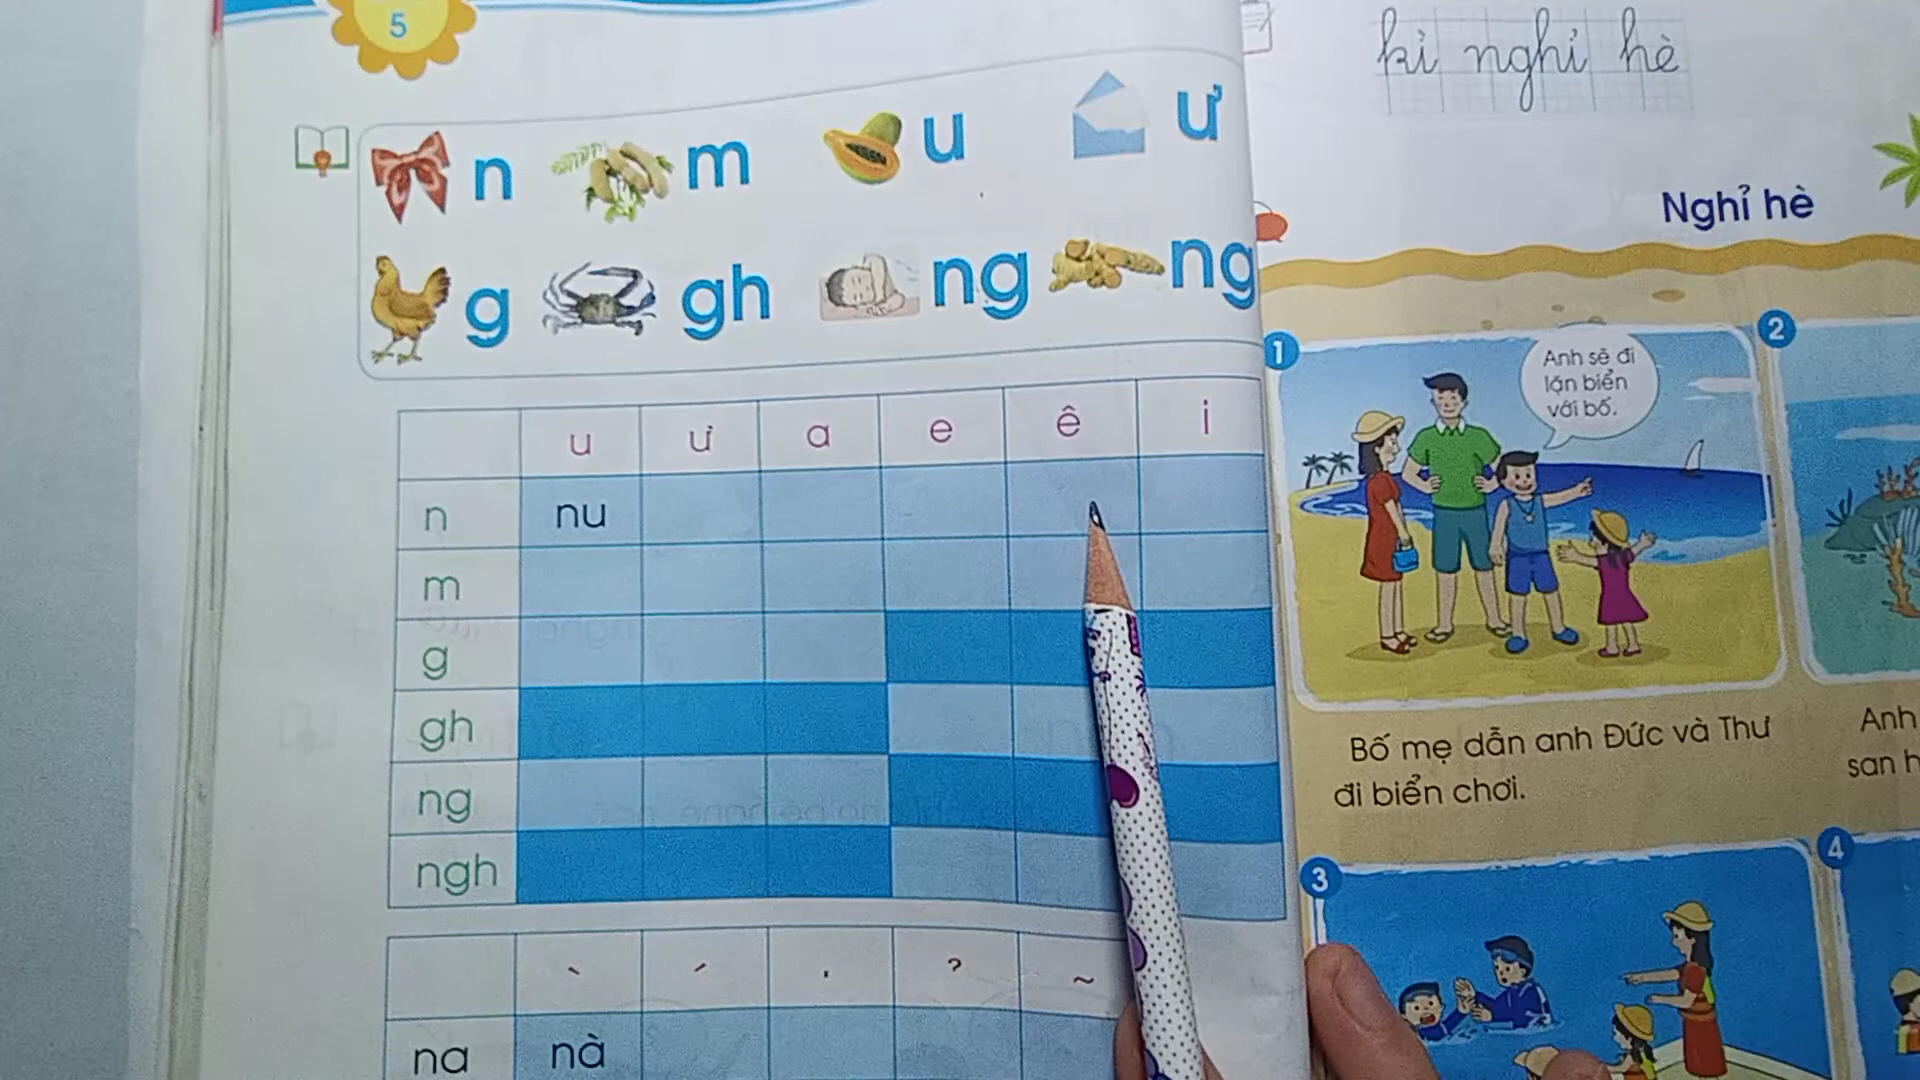 5
n m u ư
g gh ng ng
u ư a e ê i
n nu
m
g
gh
ng
ngh
` ´ . ? ~
na nà
kì nghỉ hè
Nghỉ hè
1
Anh sẽ đi
lặn biển
với bố.
Bố mẹ dẫn anh Đức và Thư
đi biển chơi.
2
Anh
san h
3
4